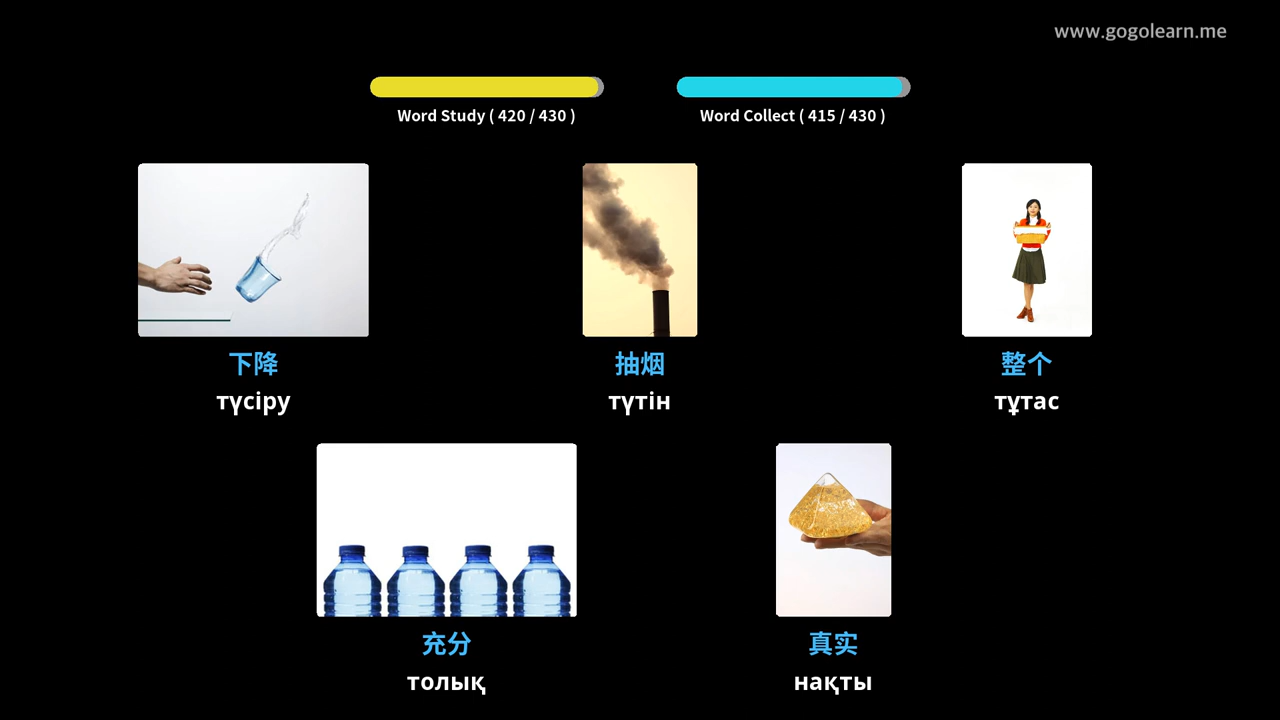 www.gogolearn.me
Word Study ( 420 / 430 )
Word Collect ( 415 / 430 )
下降
түсіру
抽烟
түтін
整个
тұтас
充分
толық
真实
нақты